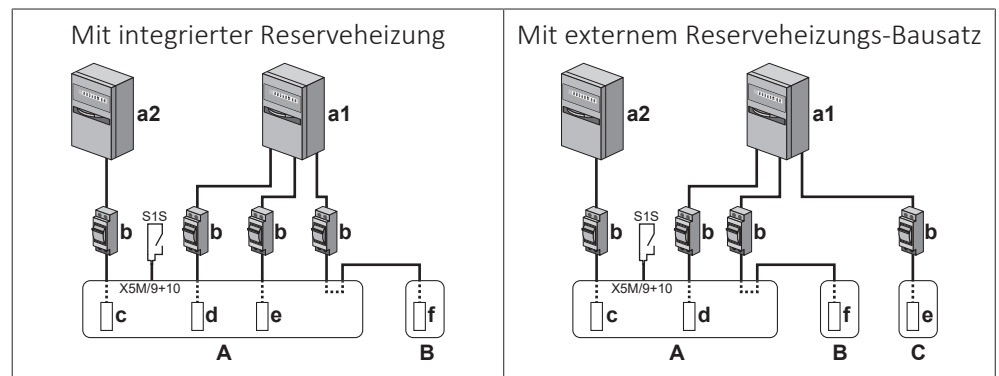 Mit integrierter Reserveheizung
a2
a1
S1S
b b b b
X5M/9+10
c d e f
A B
Mit externem Reserveheizungs-Bausatz
a2
a1
S1S
b b b b
X5M/9+10
c d f e
A B C